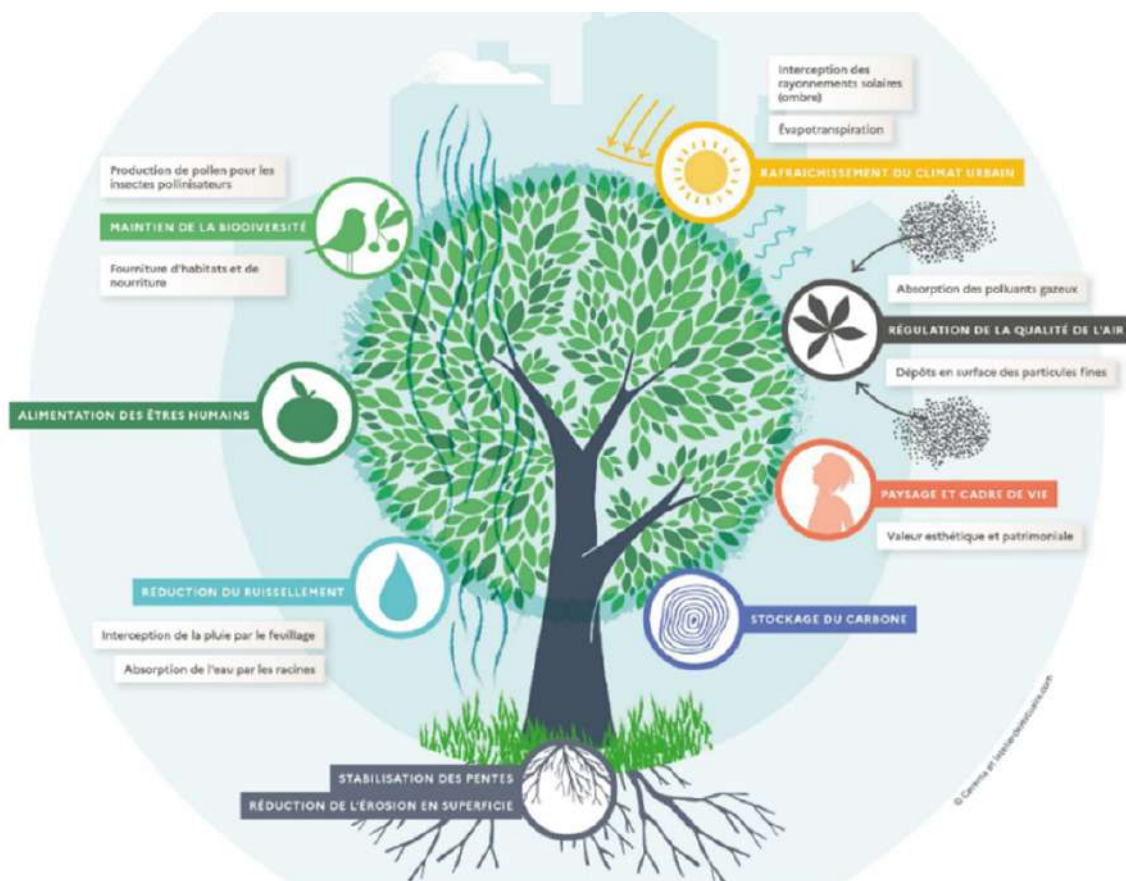 Interception des
rayonnements solaires
(ombre)
Évapotranspiration
RAFRAICHISSEMENT DU CLIMAT URBAIN
Production de pollen pour les
insectes pollinisateurs
MAINTIEN DE LA BIODIVERSITÉ
Fourniture d'habitats et de
nourriture
Absorption des polluants gazeux
RÉGULATION DE LA QUALITÉ DE L'AIR
Dépôts en surface des particules fines
ALIMENTATION DES ÊTRES HUMAINS
PAYSAGE ET CADRE DE VIE
Valeur esthétique et patrimoniale
RÉDUCTION DU RUISSELLEMENT
Interception de la pluie par le feuillage
Absorption de l'eau par les racines
STOCKAGE DU CARBONE
STABILISATION DES PENTES
RÉDUCTION DE L'ÉROSION EN SUPERFICIE
© Cerema et